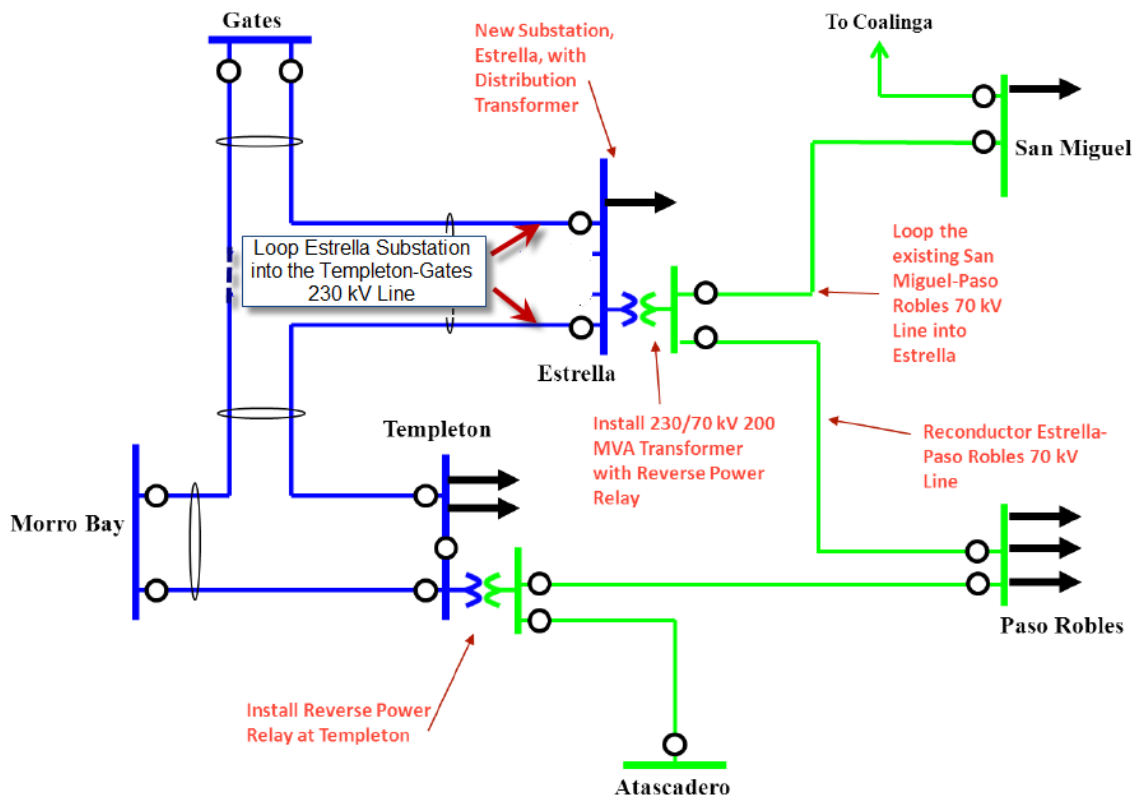 Gates
New Substation,
Estrella, with
Distribution
Transformer
To Coalinga
San Miguel
Loop Estrella Substation
into the Templeton-Gates
230 kV Line
Loop the
existing San
Miguel-Paso
Robles 70 kV
Line into
Estrella
Estrella
Templeton
Install 230/70 kV 200
MVA Transformer
with Reverse Power
Relay
Reconductor Estrella-
Paso Robles 70 kV
Line
Morro Bay
Paso Robles
Install Reverse Power
Relay at Templeton
Atascadero